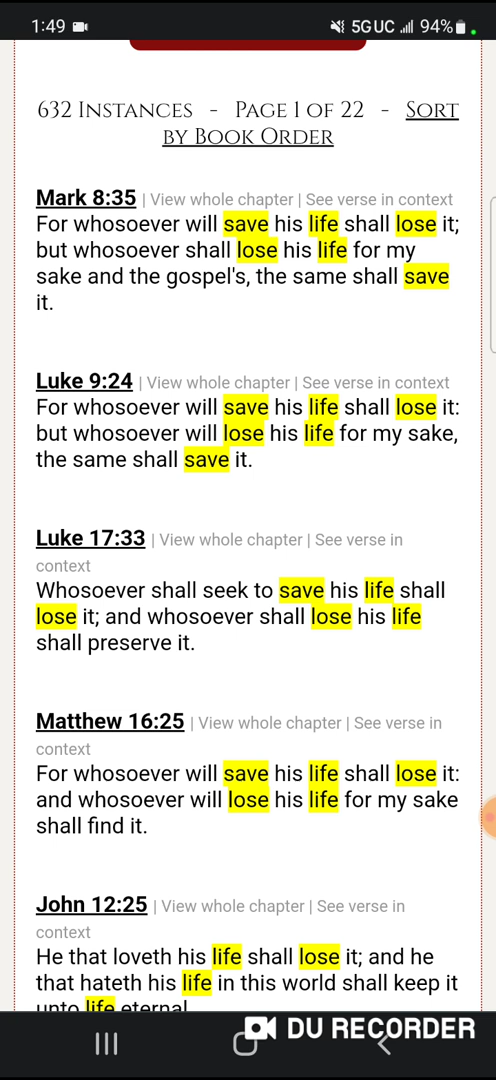 1:49 5GUC 94%
632 Instances - Page 1 of 22 - Sort
by Book Order
Mark 8:35 | View whole chapter | See verse in context
For whosoever will save his life shall lose it;
but whosoever shall lose his life for my
sake and the gospel's, the same shall save
it.
Luke 9:24 | View whole chapter | See verse in context
For whosoever will save his life shall lose it:
but whosoever will lose his life for my sake,
the same shall save it.
Luke 17:33 | View whole chapter | See verse in
context
Whosoever shall seek to save his life shall
lose it; and whosoever shall lose his life
shall preserve it.
Matthew 16:25 | View whole chapter | See verse in
context
For whosoever will save his life shall lose it:
and whosoever will lose his life for my sake
shall find it.
John 12:25 | View whole chapter | See verse in
context
He that loveth his life shall lose it; and he
that hateth his life in this world shall keep it
unto life eternal
DU RECORDER